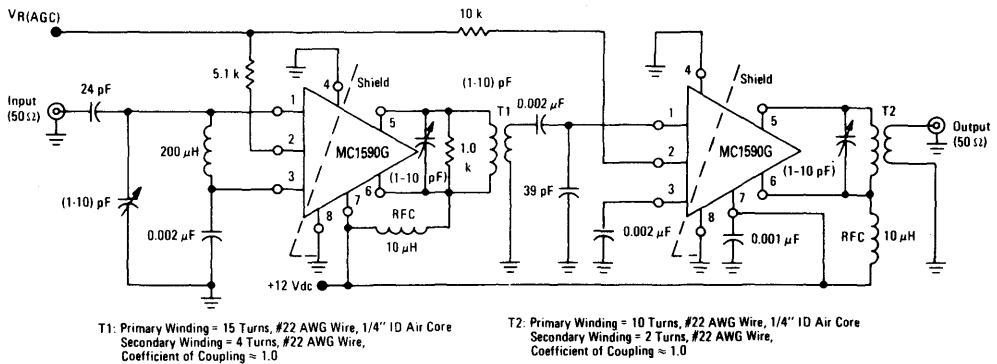 VR(AGC)
10 k
5.1 k
4
Shield
24 pF
Input
(50 Ω)
1
2
3
MC1590G
5
6
7
8
200 µH
(1-10) pF
0.002 µF
(1-10) pF
(1-10 pF)
1.0
k
T1
RFC
10 µH
+12 Vdc
0.002 µF
39 pF
4
Shield
1
2
3
MC1590G
5
6
7
8
0.002 µF
0.001 µF
(1-10 pF)
T2
Output
(50 Ω)
RFC
10 µH
T1: Primary Winding = 15 Turns, #22 AWG Wire, 1/4" ID Air Core
Secondary Winding = 4 Turns, #22 AWG Wire,
Coefficient of Coupling ≈ 1.0
T2: Primary Winding = 10 Turns, #22 AWG Wire, 1/4" ID Air Core
Secondary Winding = 2 Turns, #22 AWG Wire,
Coefficient of Coupling ≈ 1.0